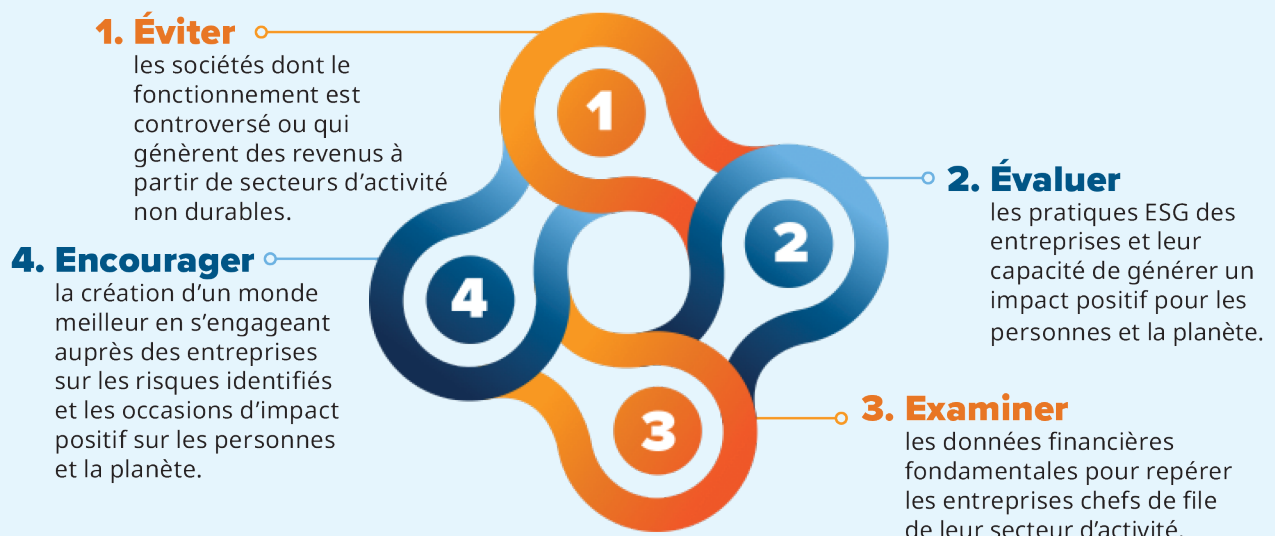 1. Éviter
les sociétés dont le
fonctionnement est
controversé ou qui
génèrent des revenus à
partir de secteurs d’activité
non durables.
2. Évaluer
les pratiques ESG des
entreprises et leur
capacité de générer un
impact positif pour les
personnes et la planète.
3. Examiner
les données financières
fondamentales pour repérer
les entreprises chefs de file
de leur secteur d’activité.
4. Encourager
la création d’un monde
meilleur en s’engageant
auprès des entreprises
sur les risques identifiés
et les occasions d’impact
positif sur les personnes
et la planète.
1
2
3
4